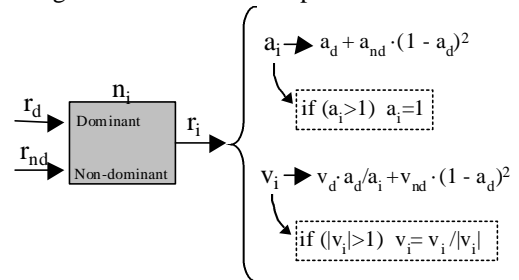 a_i → a_d + a_nd · (1 - a_d)²
if (a_i>1) a_i=1
n_i
r_d
Dominant
r_i
r_nd
Non-dominant
v_i → v_d · a_d/a_i + v_nd · (1 - a_d)²
if (|v_i|>1) v_i= v_i /|v_i|